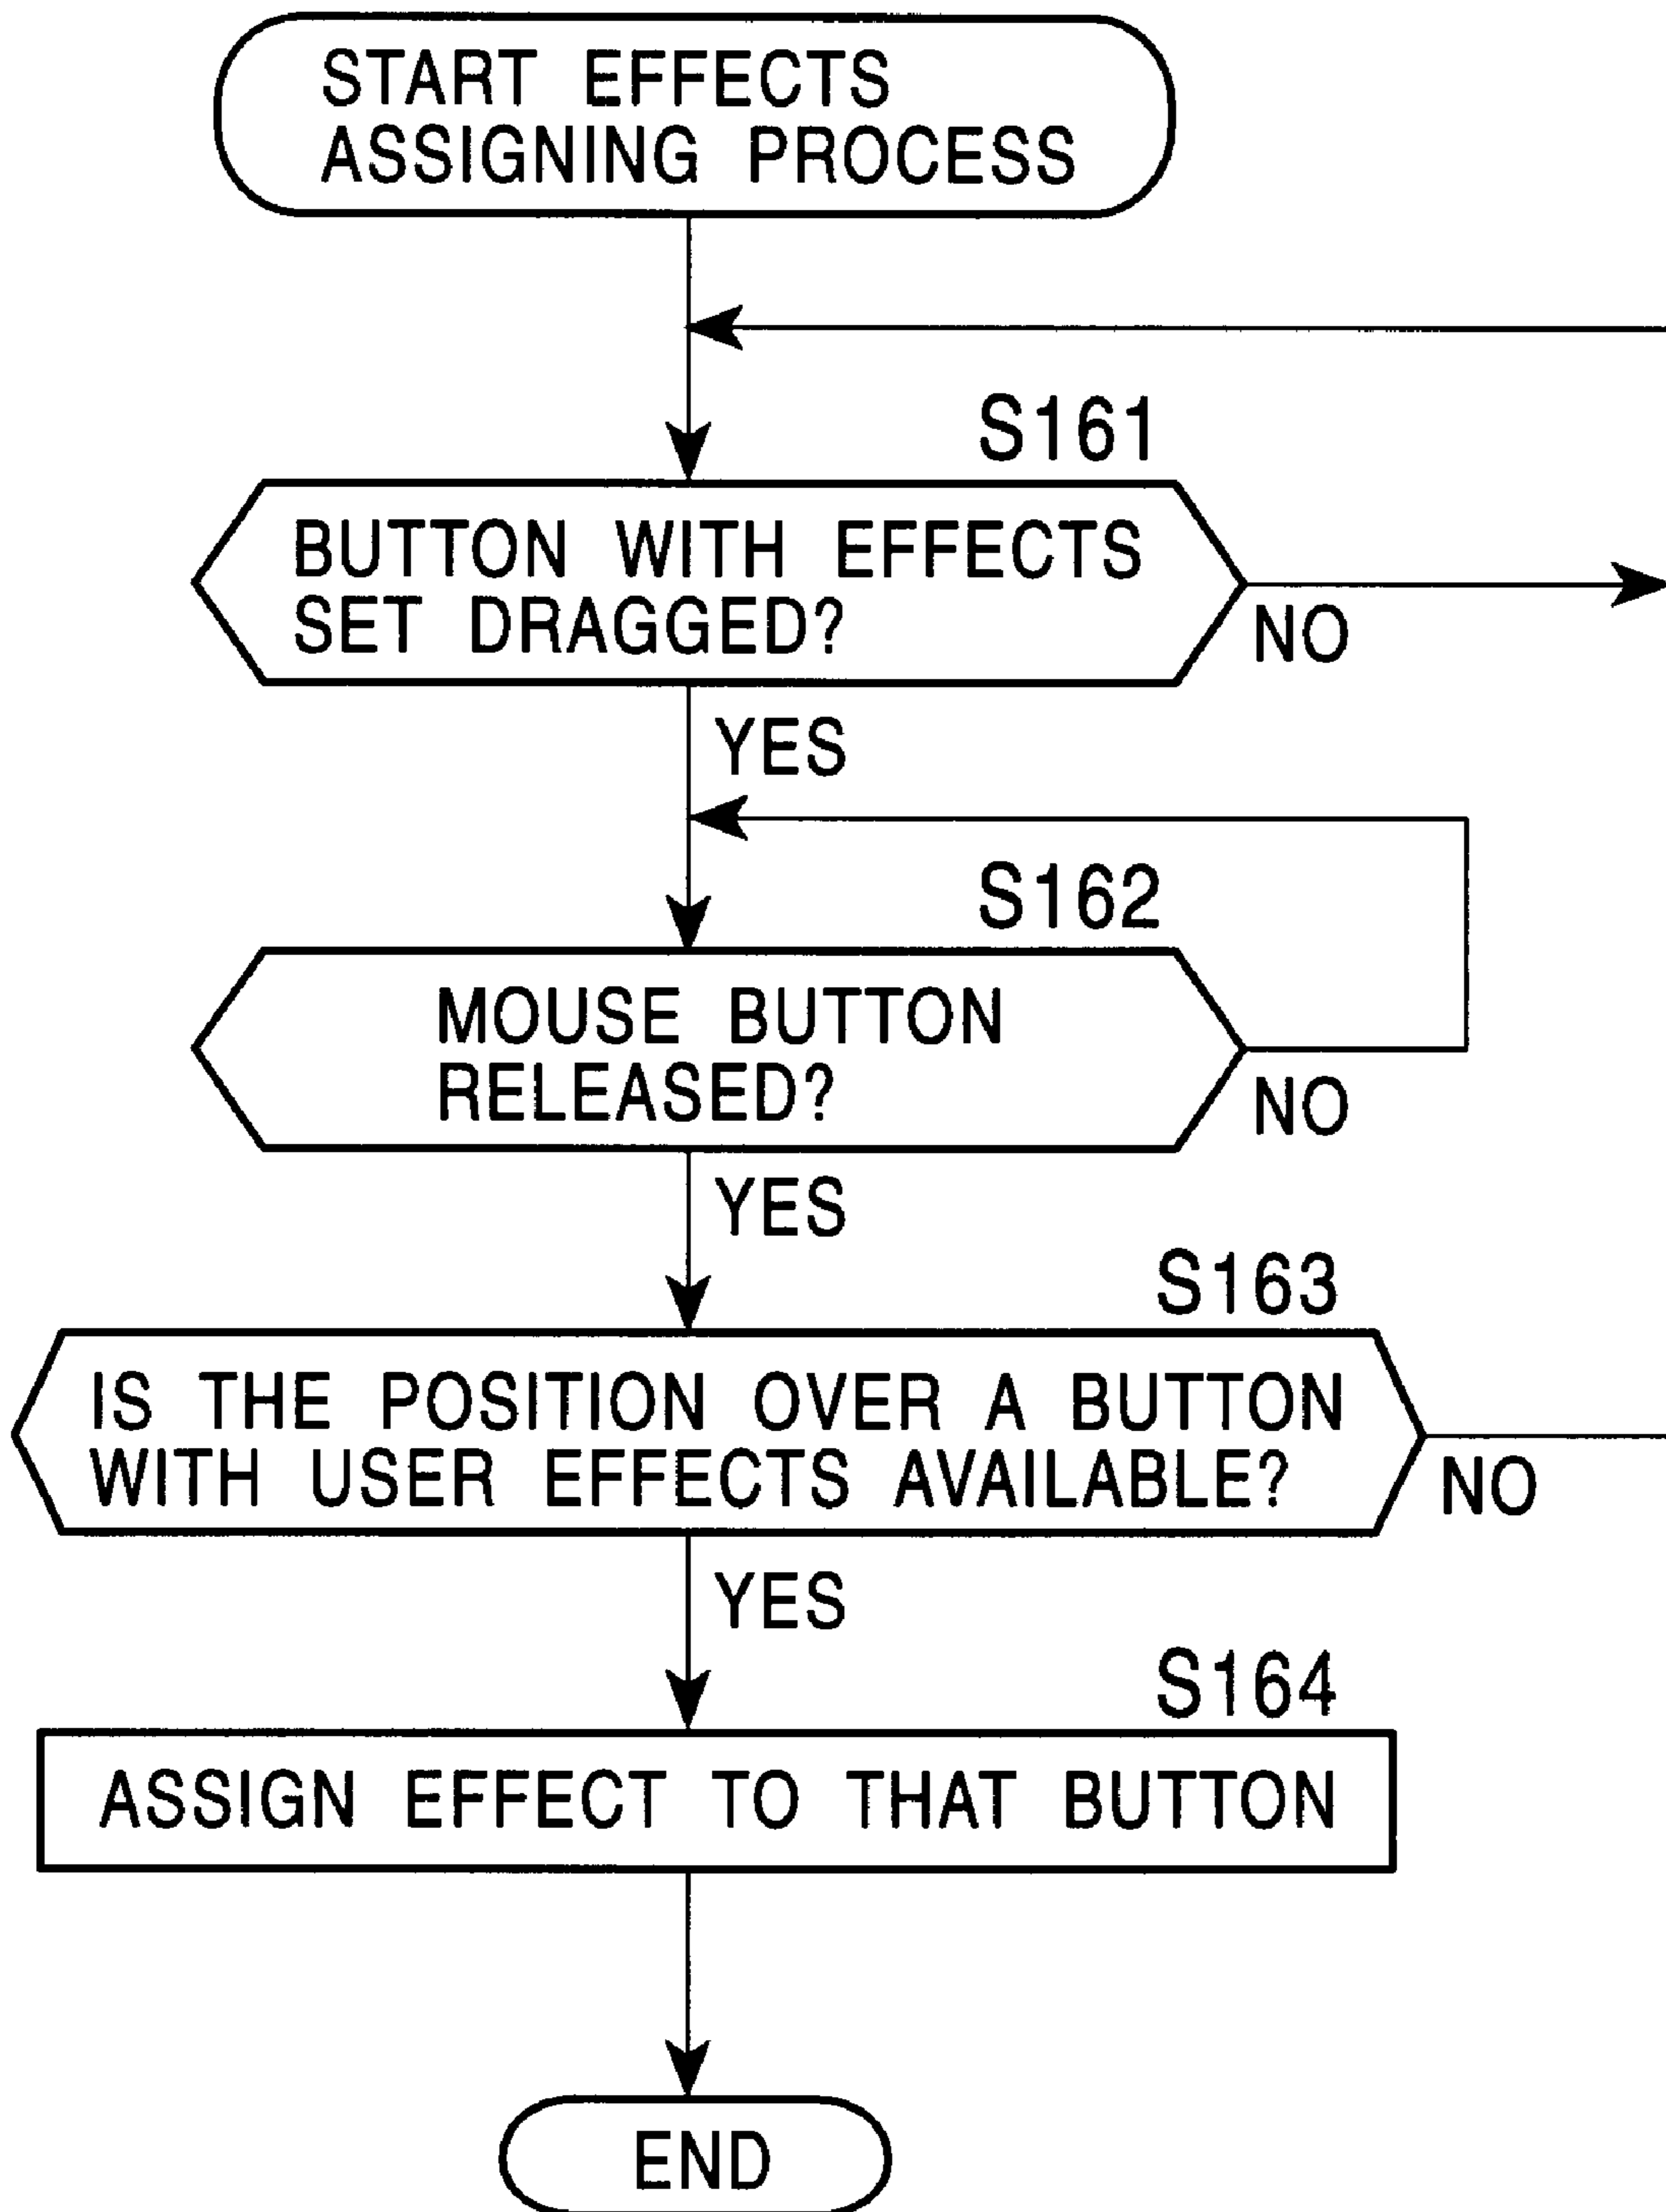 START EFFECTS
ASSIGNING PROCESS
S161
BUTTON WITH EFFECTS
SET DRAGGED?
NO
YES
S162
MOUSE BUTTON
RELEASED?
NO
YES
S163
IS THE POSITION OVER A BUTTON
WITH USER EFFECTS AVAILABLE?
NO
YES
S164
ASSIGN EFFECT TO THAT BUTTON
END